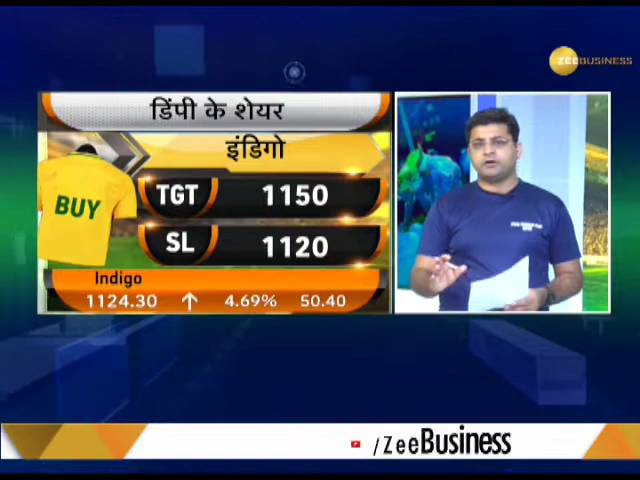 ZEEBUSINESS
डिंपी के शेयर
इंडिगो
BUY
TGT 1150
SL 1120
Indigo
1124.30 ↑ 4.69% 50.40
/ZeeBusiness